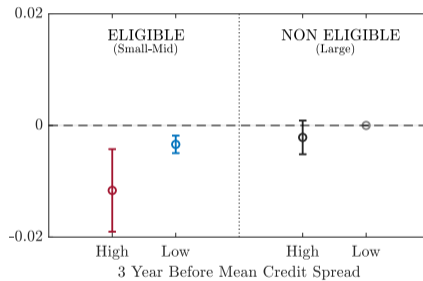 0.02
ELIGIBLE
(Small-Mid)
NON ELIGIBLE
(Large)
0
-0.02
High
Low
High
Low
3 Year Before Mean Credit Spread